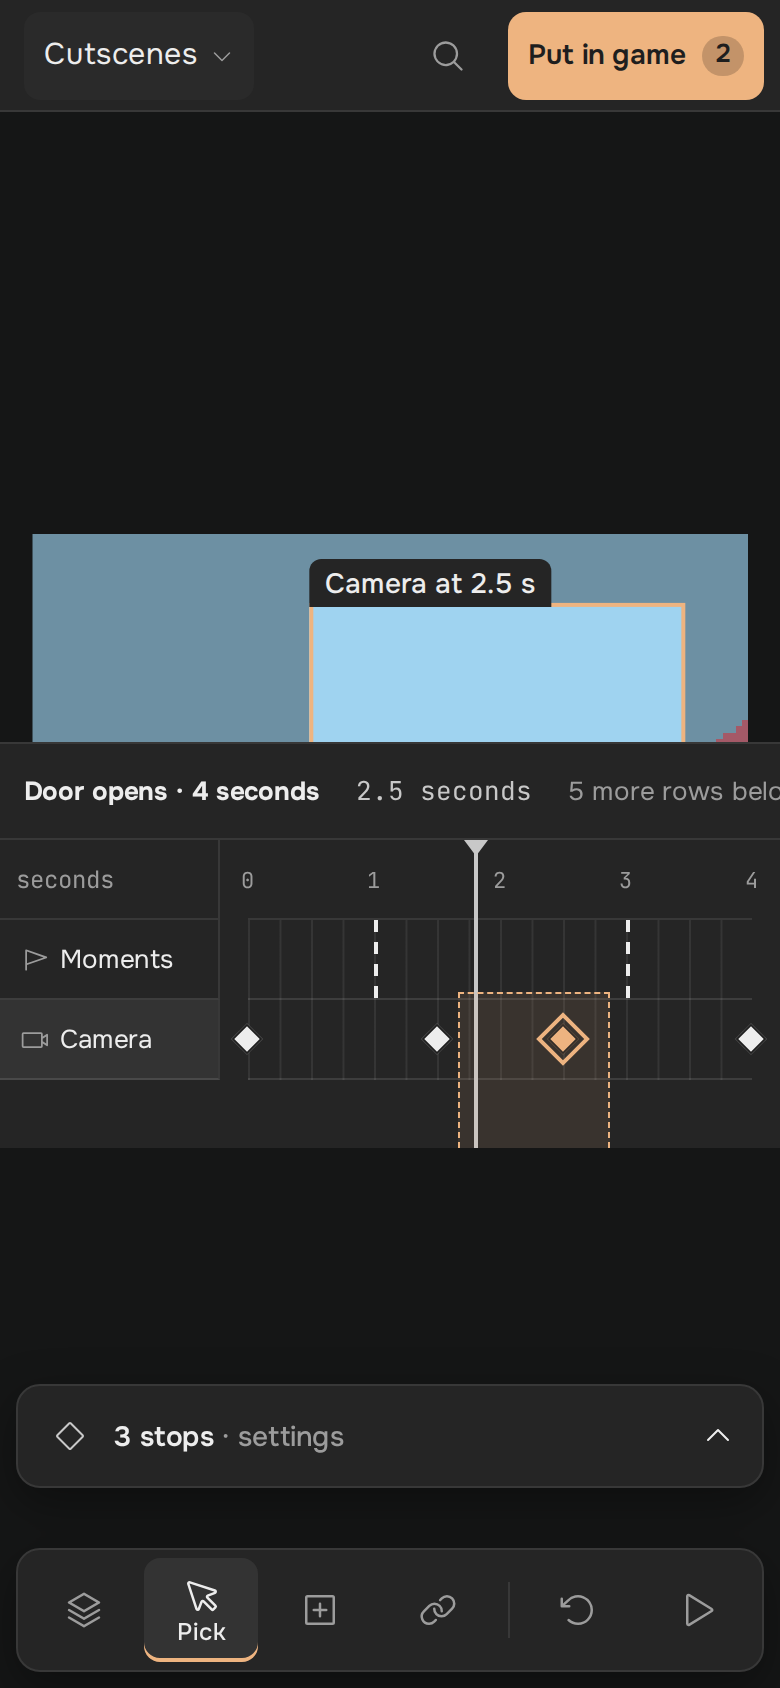 Cutscenes
Put in game 2
Camera at 2.5 s
Door opens · 4 seconds 2.5 seconds 5 more rows
seconds 0 1 2 3 4
Moments
Camera
3 stops · settings
Pick